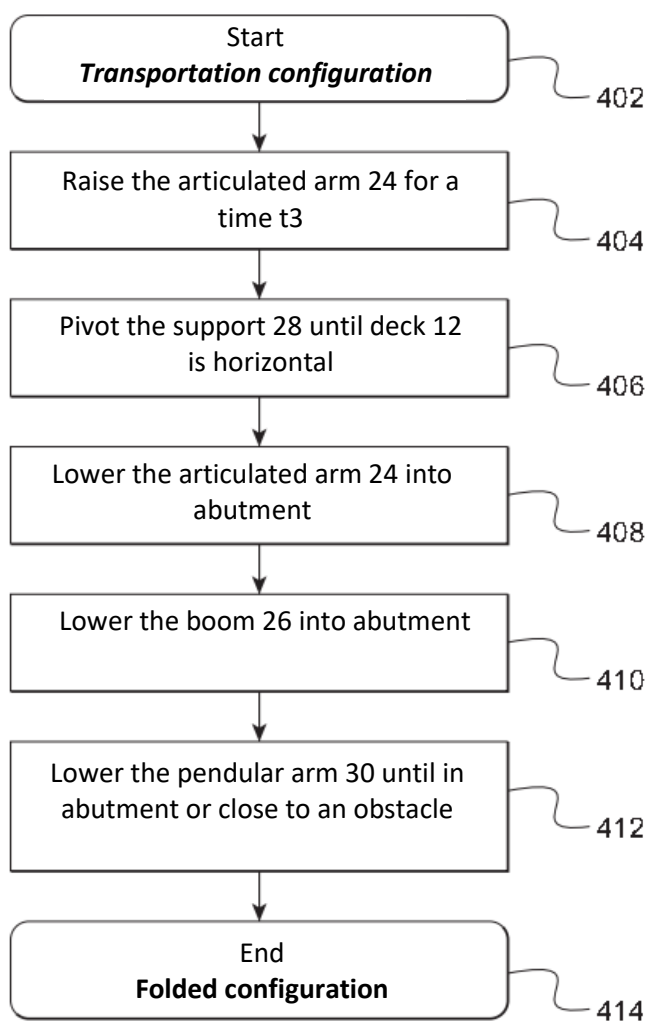 Start
Transportation configuration
402
Raise the articulated arm 24 for a
time t3
404
Pivot the support 28 until deck 12
is horizontal
406
Lower the articulated arm 24 into
abutment
408
Lower the boom 26 into abutment
410
Lower the pendular arm 30 until in
abutment or close to an obstacle
412
End
Folded configuration
414